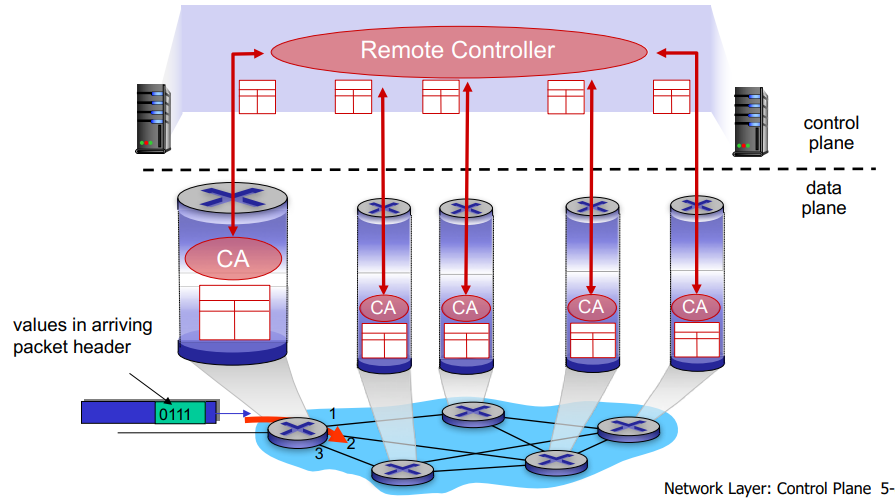 Remote Controller
control
plane
data
plane
CA
CA
CA
CA
CA
values in arriving
packet header
0111
1
2
3
Network Layer: Control Plane 5-